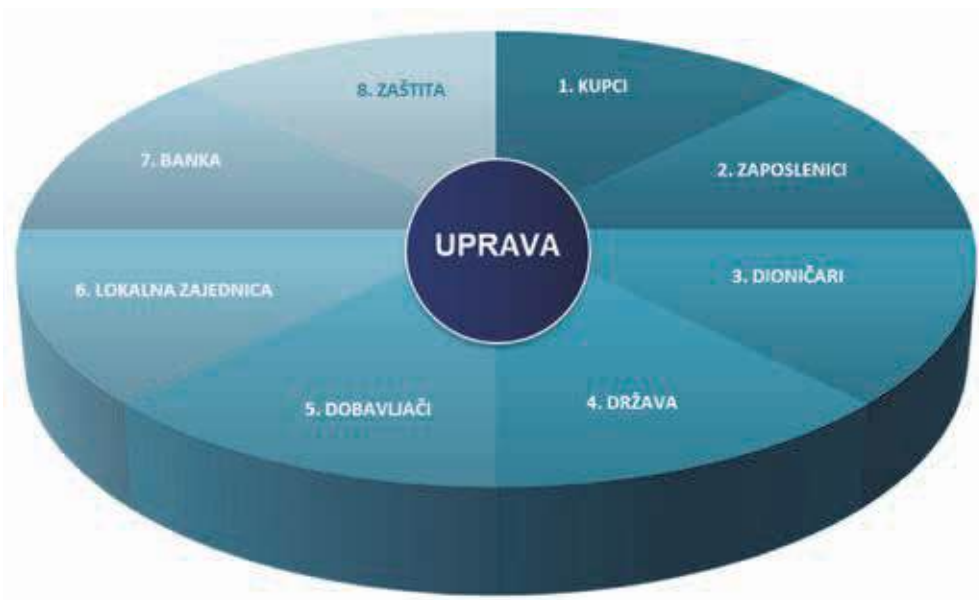 1. KUPCI
2. ZAPOSLENICI
3. DIONIČARI
4. DRŽAVA
5. DOBAVLJAČI
6. LOKALNA ZAJEDNICA
7. BANKA
8. ZAŠTITA
UPRAVA